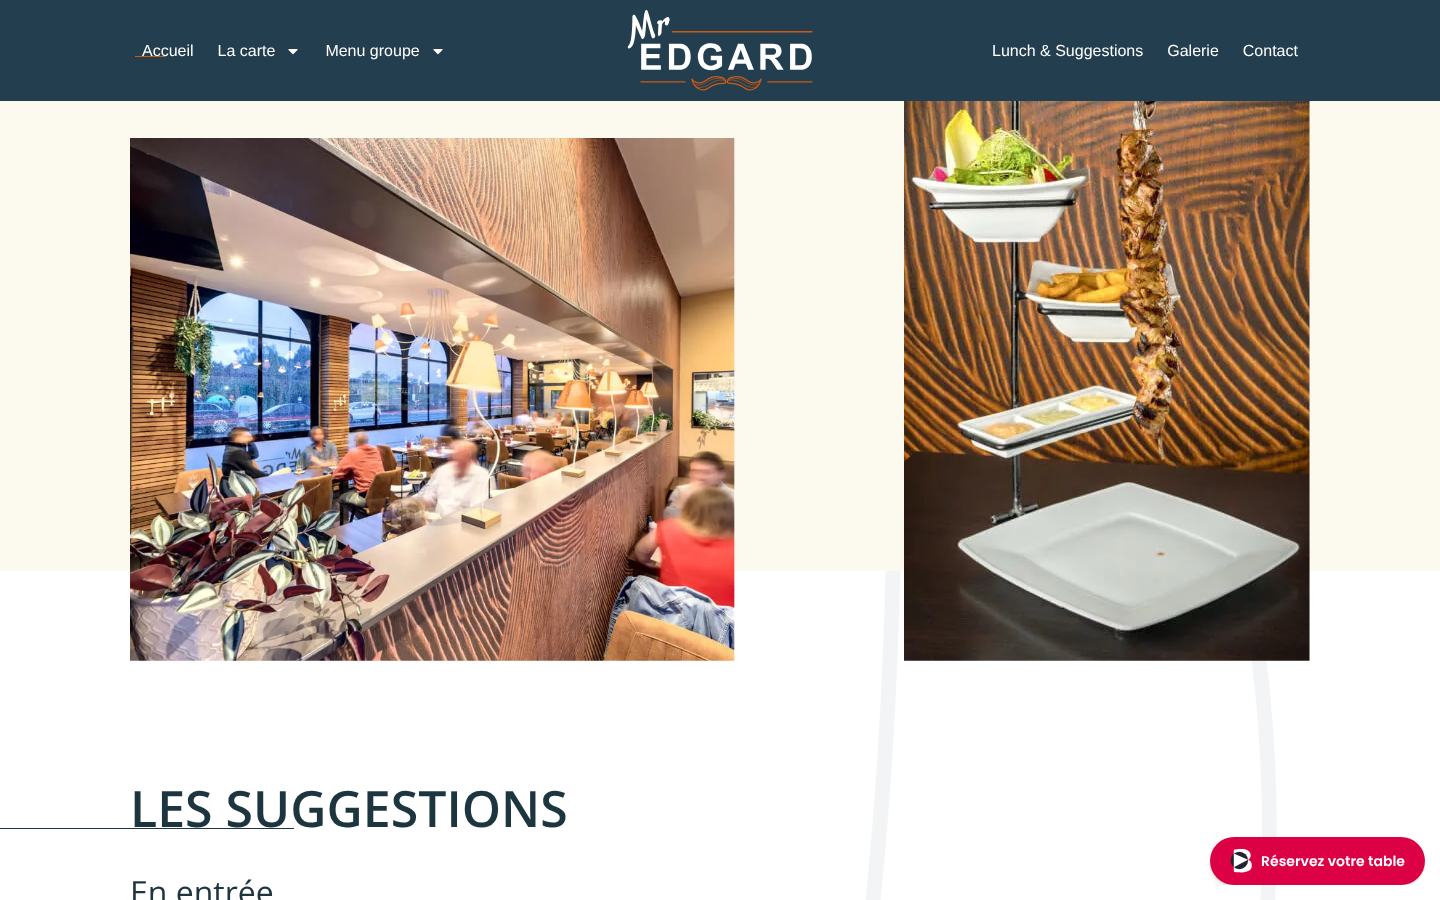 Accueil
La carte
Menu groupe
Mr
EDGARD
Lunch & Suggestions
Galerie
Contact
LES SUGGESTIONS
En entrée
Réservez votre table